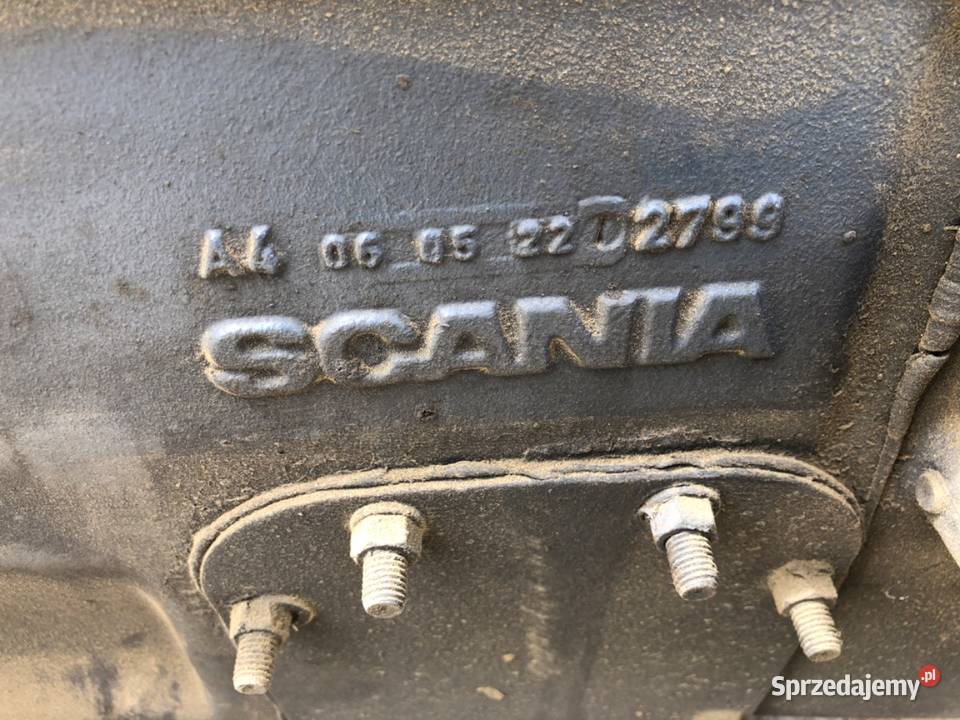 A4 06 05 22 D 2799
SCANIA
Sprzedajemy.pl